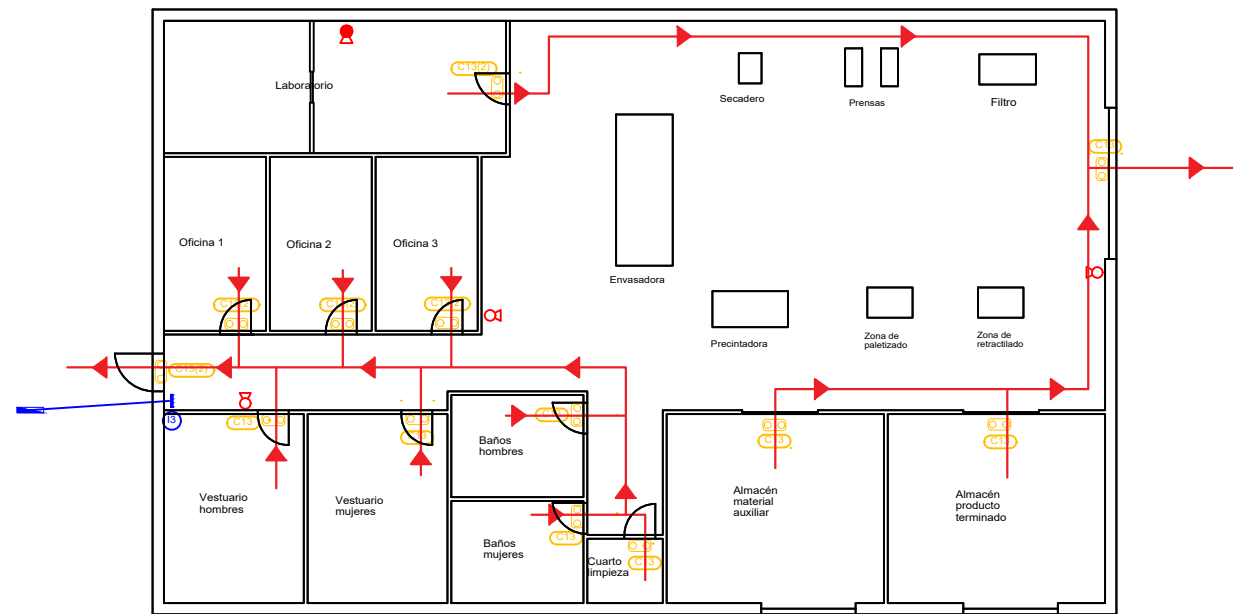 C13(2)
Laboratorio
Secadero
Prensas
Filtro
C13
Oficina 1
Oficina 2
Oficina 3
Envasadora
Precintadora
Zona de
paletizado
Zona de
retractilado
C13(2)
I3
C13
Baños
hombres
C13
C13
Vestuario
hombres
Vestuario
mujeres
Almacén
material
auxiliar
Almacén
producto
terminado
Baños
mujeres
C13
Cuarto
limpieza
C13